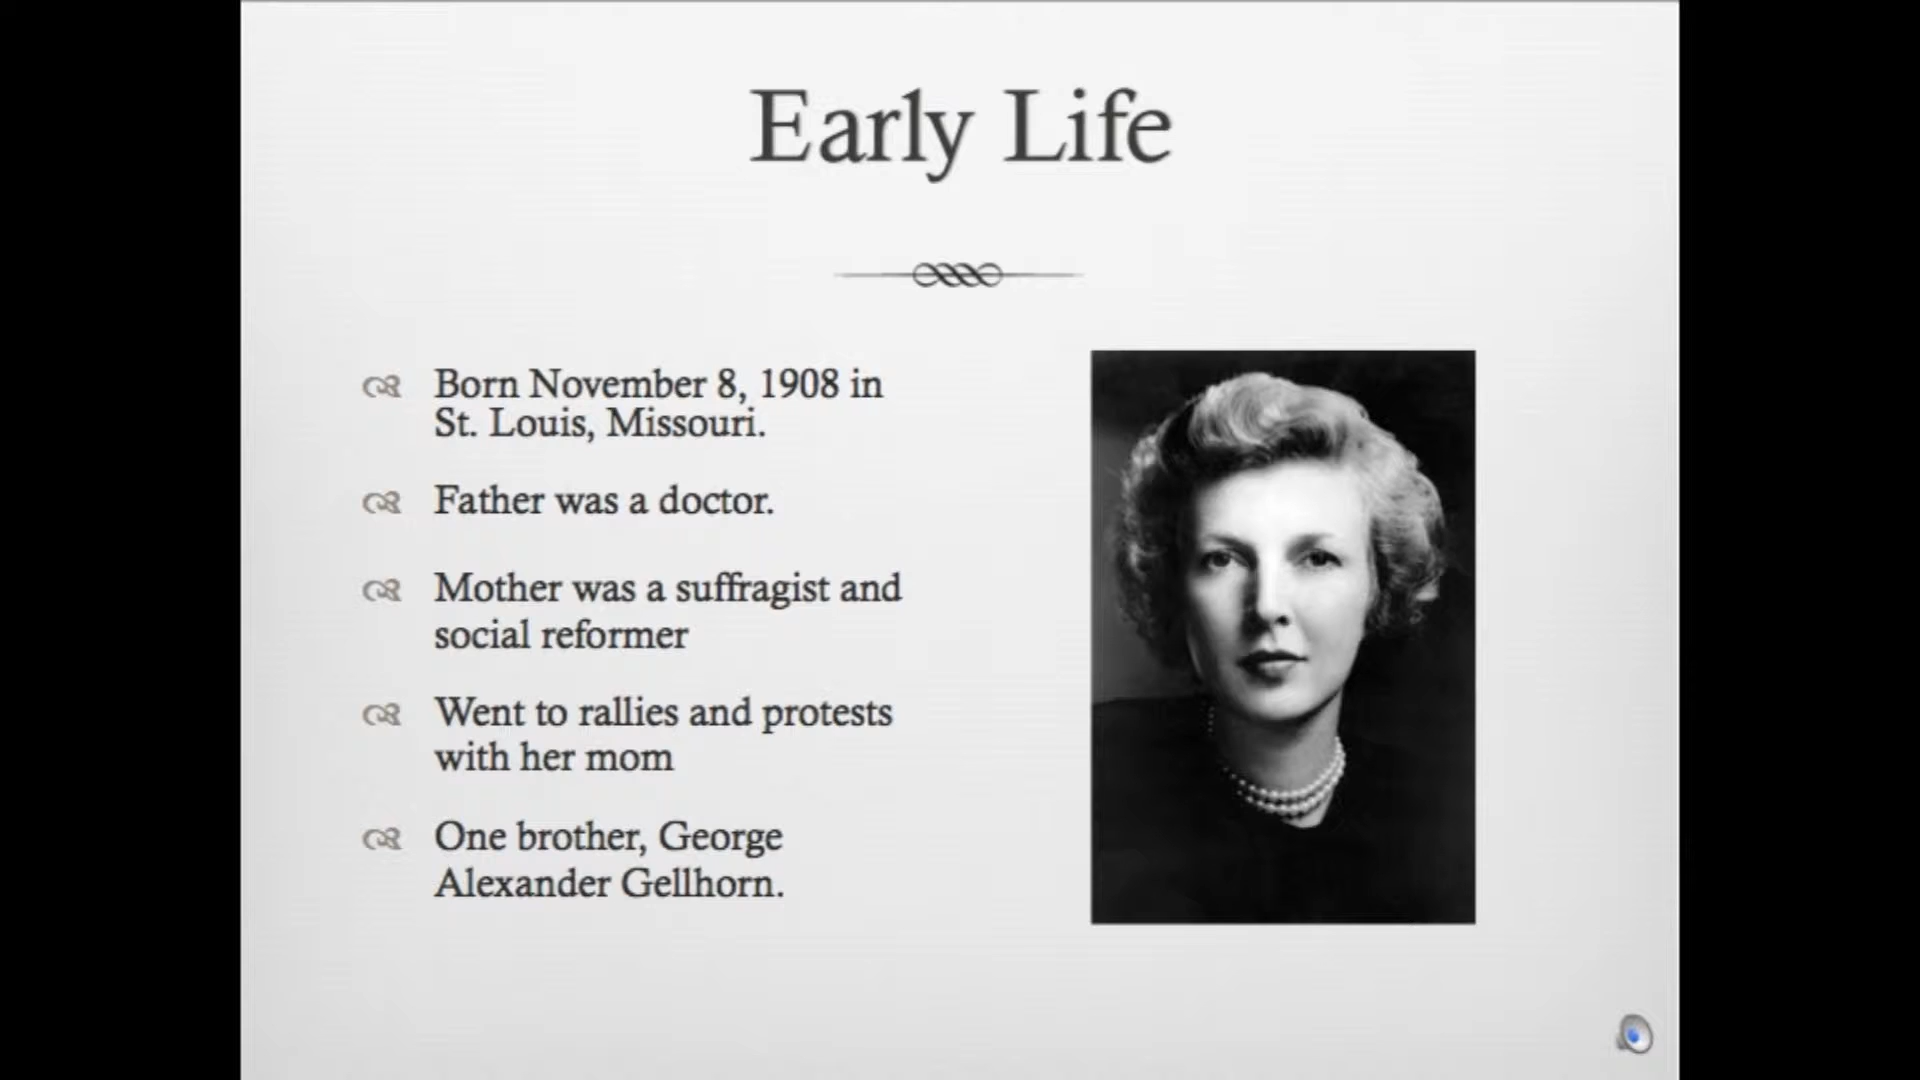 Early Life
Born November 8, 1908 in
St. Louis, Missouri.
Father was a doctor.
Mother was a suffragist and
social reformer
Went to rallies and protests
with her mom
One brother, George
Alexander Gellhorn.